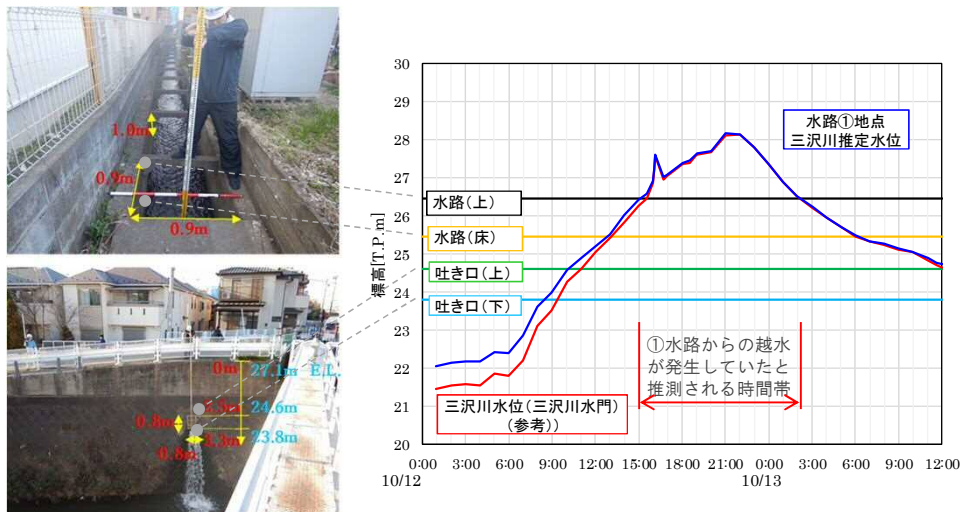 1.0m
0.9m
0.9m
0m
27.1m E.L.
24.6m
0.8m
23.8m
0.8m
標高[T.P.m]
30
29
28
27
26
25
24
23
22
21
20
水路①地点
三沢川推定水位
水路(上)
水路(床)
吐き口(上)
吐き口(下)
①水路からの越水
が発生していたと
推測される時間帯
三沢川水位(三沢川水門)
(参考))
0:00 3:00 6:00 9:00 12:00 15:00 18:00 21:00 0:00 3:00 6:00 9:00 12:00
10/12 10/13